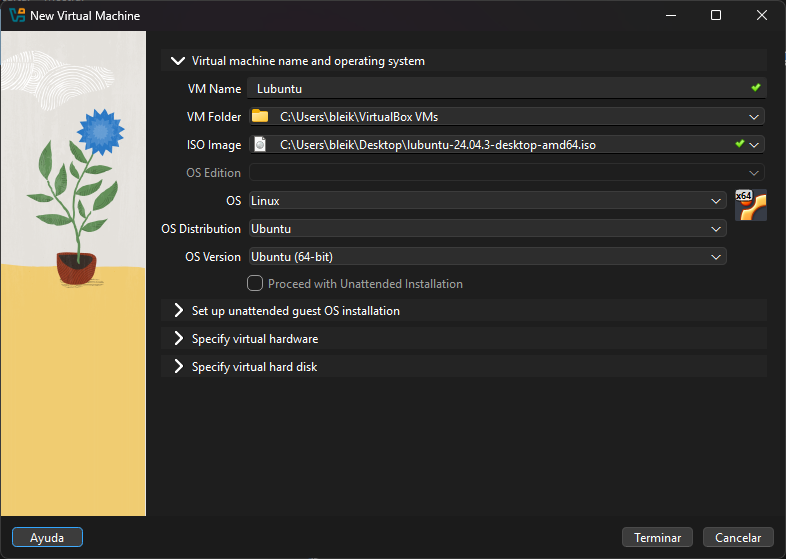 New Virtual Machine
Virtual machine name and operating system
VM Name Lubuntu
VM Folder C:\Users\bleik\VirtualBox VMs
ISO Image C:\Users\bleik\Desktop\lubuntu-24.04.3-desktop-amd64.iso
OS Edition
OS Linux
x64
OS Distribution Ubuntu
OS Version Ubuntu (64-bit)
Proceed with Unattended Installation
Set up unattended guest OS installation
Specify virtual hardware
Specify virtual hard disk
Ayuda Terminar Cancelar